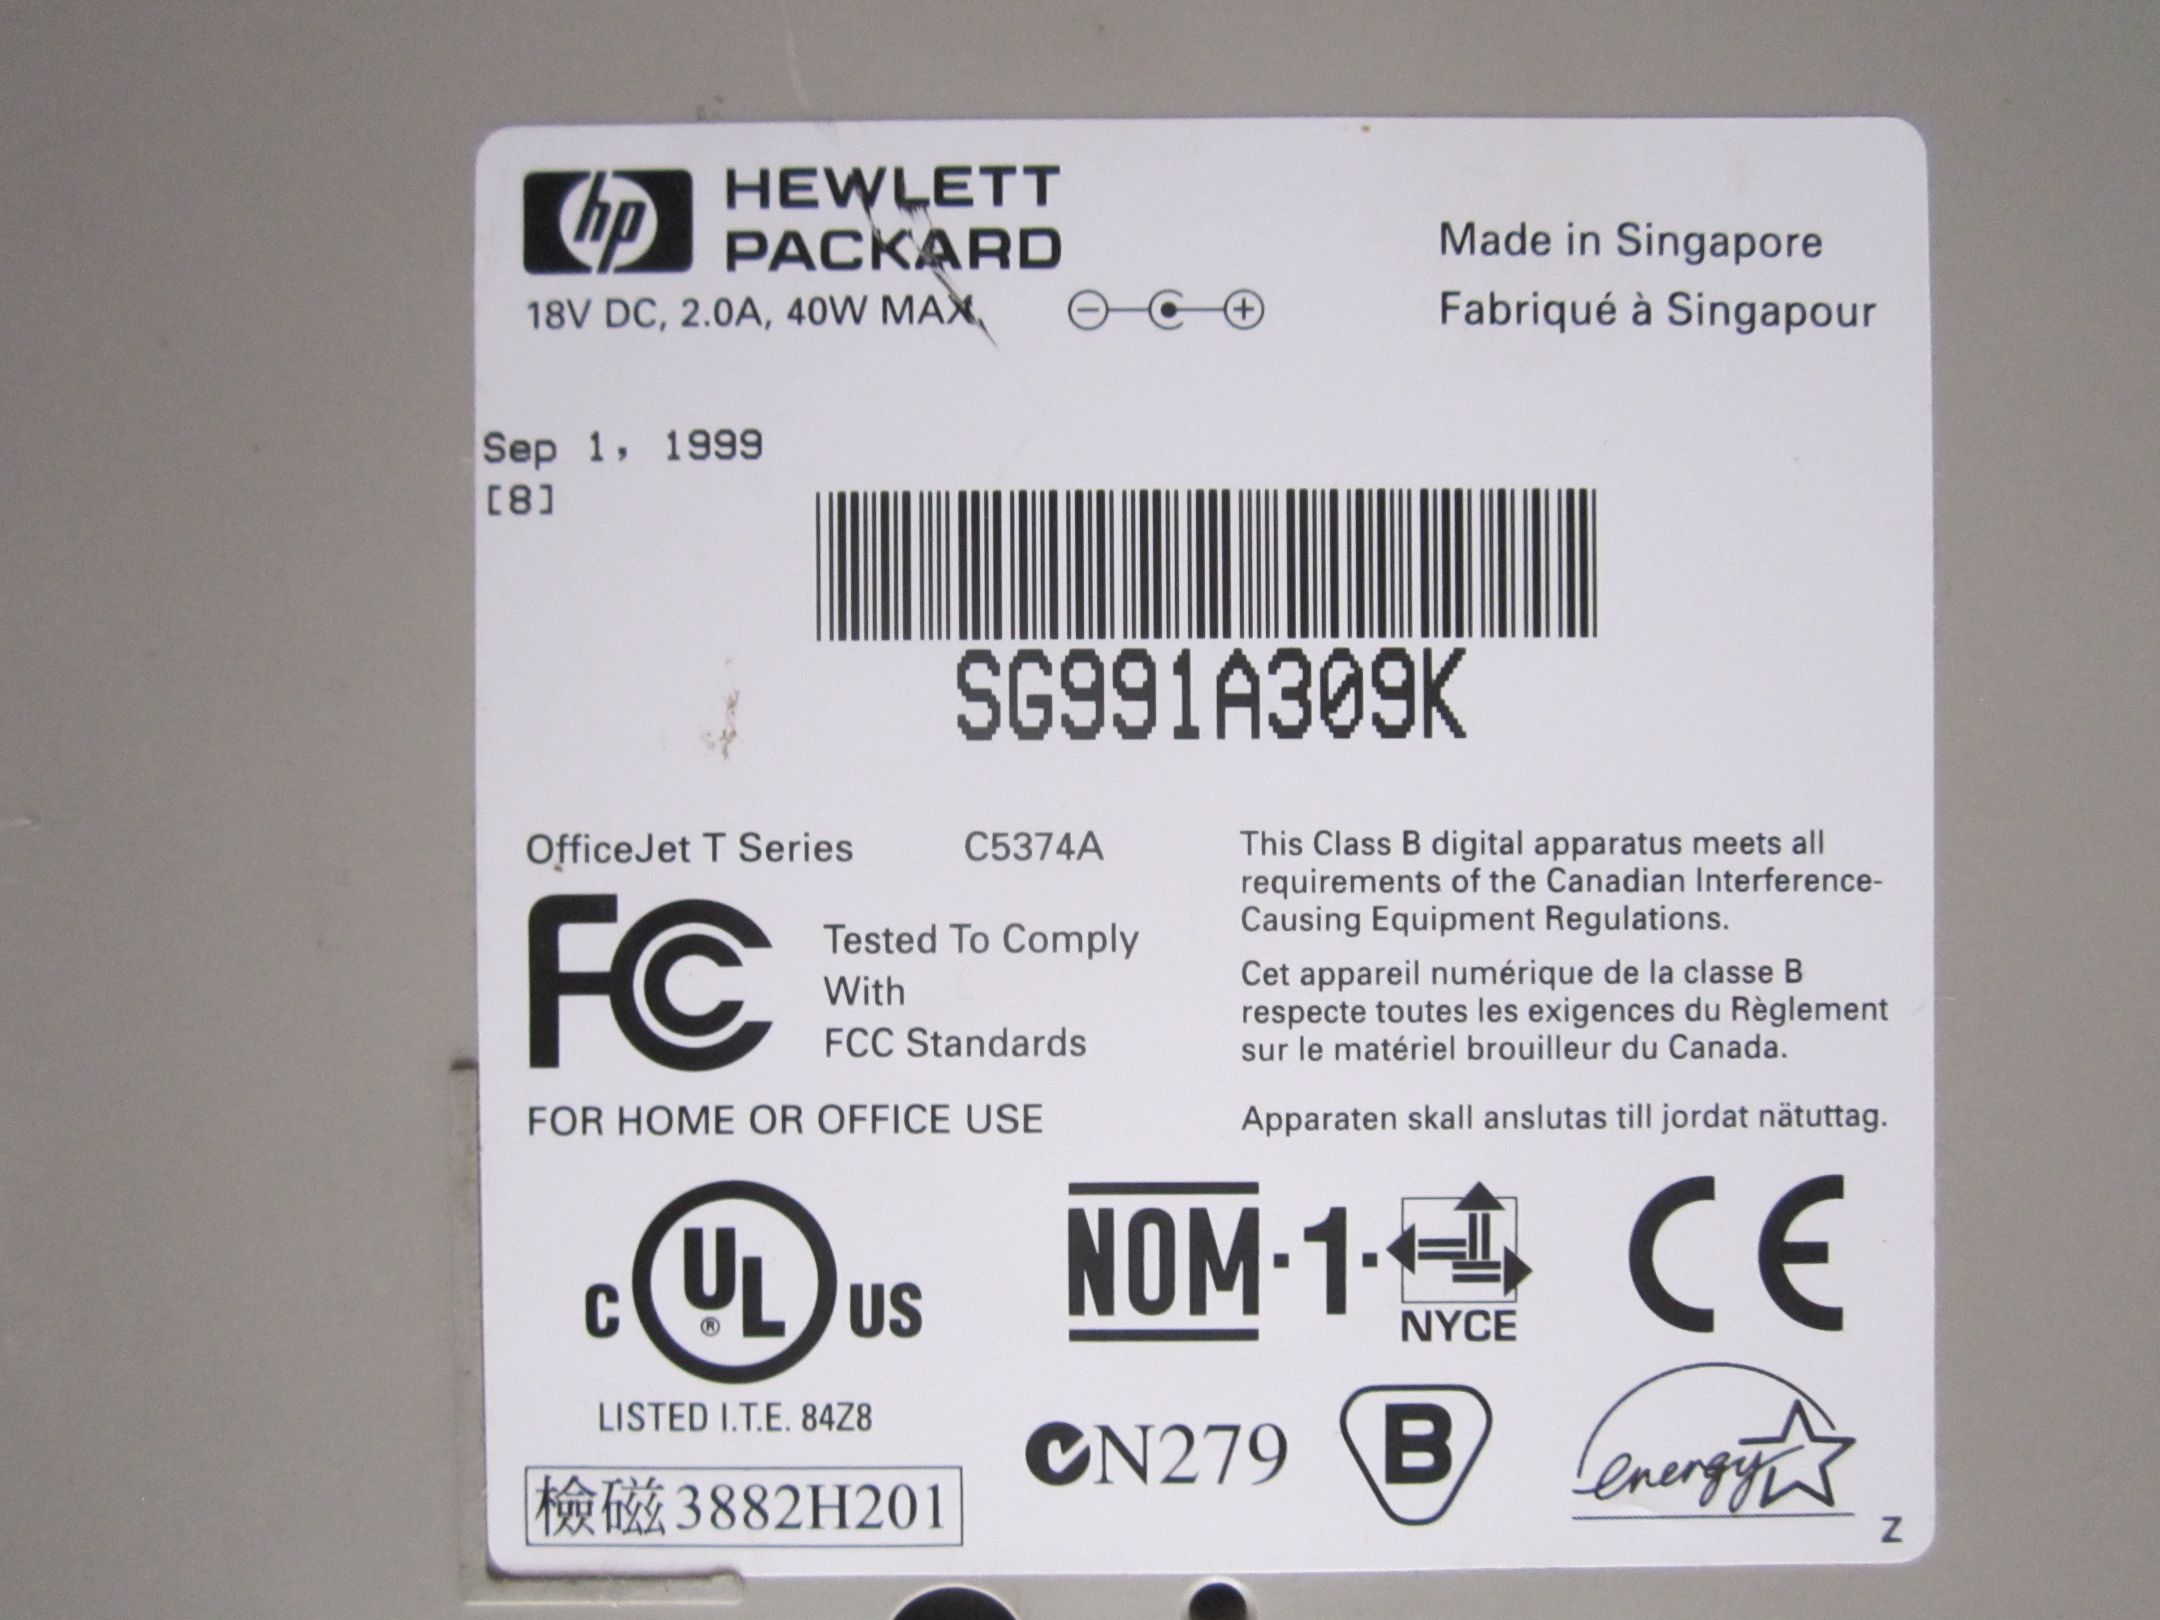 hp HEWLETT
PACKARD
18V DC, 2.0A, 40W MAX.
Made in Singapore
Fabriqué à Singapour
Sep 1, 1999
[8]
SG991A309K
OfficeJet T Series C5374A
FC Tested To Comply
With
FCC Standards
FOR HOME OR OFFICE USE
This Class B digital apparatus meets all
requirements of the Canadian Interference-
Causing Equipment Regulations.
Cet appareil numérique de la classe B
respecte toutes les exigences du Règlement
sur le matériel brouilleur du Canada.
Apparaten skall anslutas till jordat nätuttag.
C UL ® US
LISTED I.T.E. 84Z8
NOM-1-
NYCE
CE
檢磁3882H201
N279
B
energy
Z